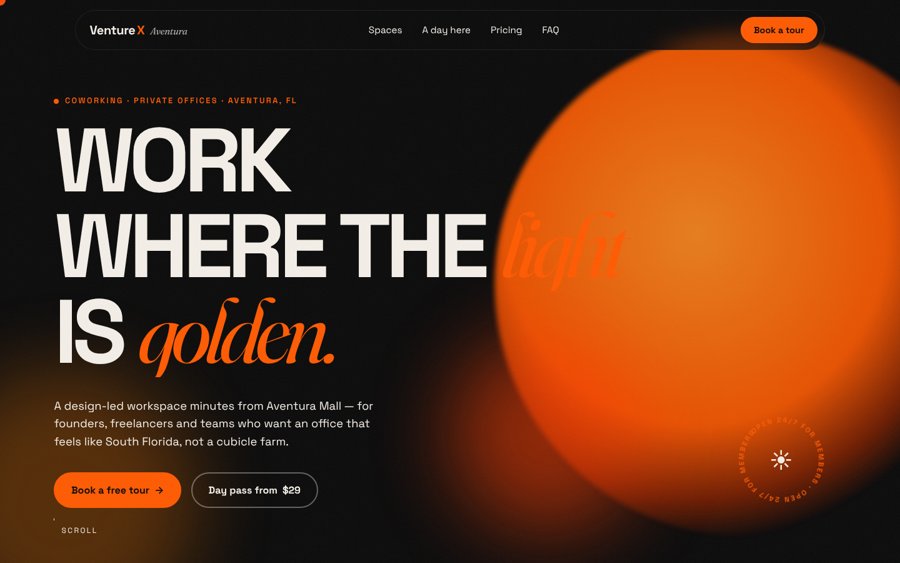 VentureX Aventura
Spaces
A day here
Pricing
FAQ
Book a tour
COWORKING · PRIVATE OFFICES · AVENTURA, FL
WORK
WHERE THE light
IS golden.
A design-led workspace minutes from Aventura Mall — for
founders, freelancers and teams who want an office that
feels like South Florida, not a cubicle farm.
Book a free tour →
Day pass from $29
OPEN 24/7 FOR MEMBERS · OPEN 24/7 FOR MEMBERS
SCROLL